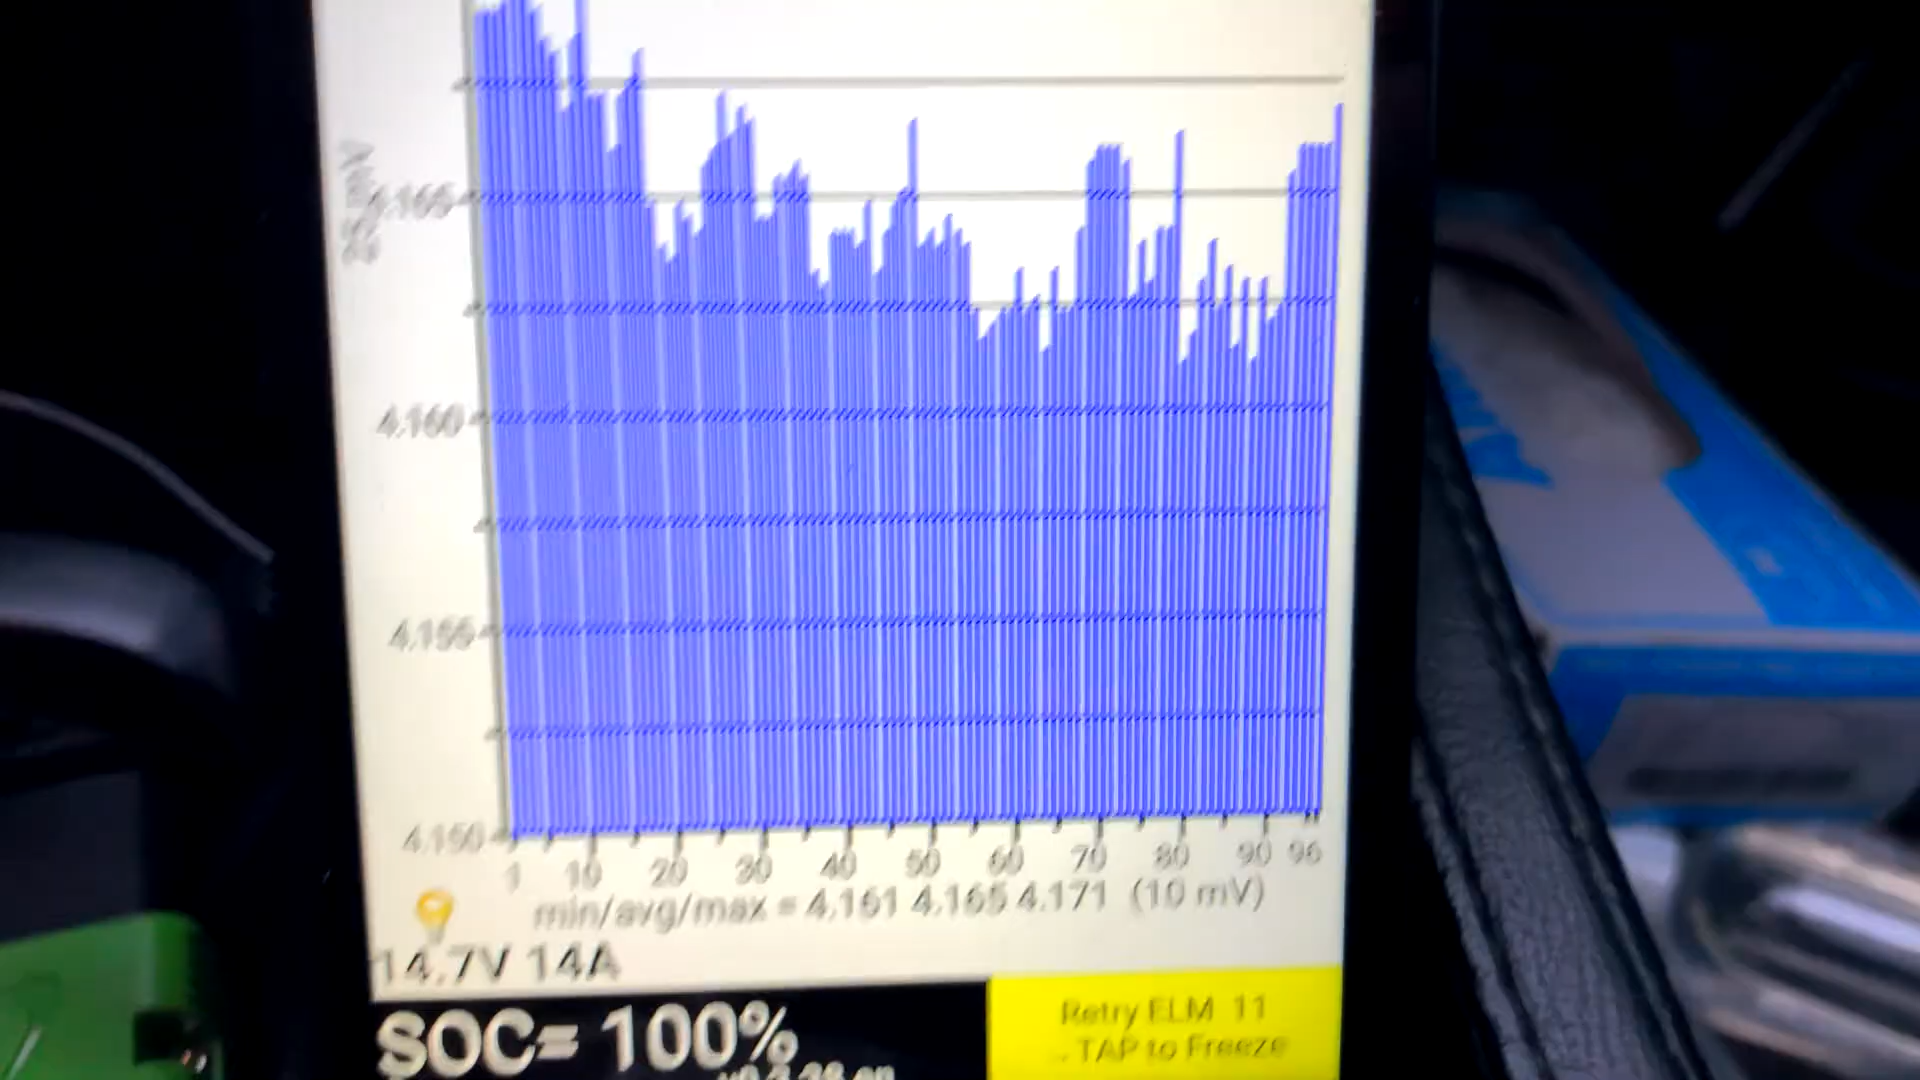 4.165
4.160
4.155
4.150
1 10 20 30 40 50 60 70 80 90 96
min/avg/max = 4.161 4.165 4.171 (10 mV)
14.7V 14A
SOC= 100%
Retry ELM 11
.. TAP to Freeze